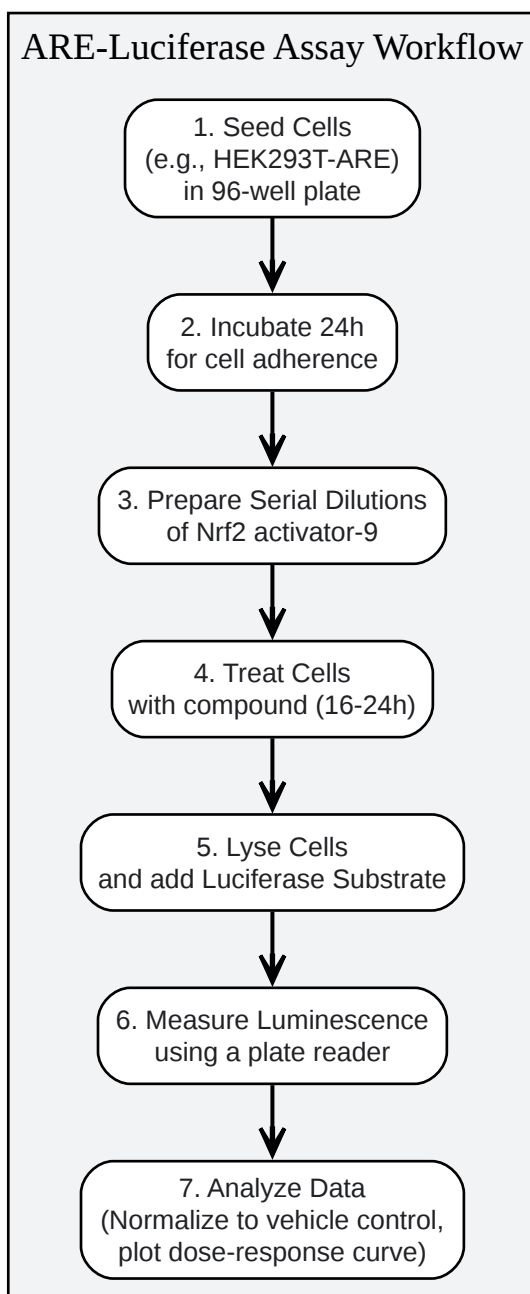 ARE-Luciferase Assay Workflow
1. Seed Cells
(e.g., HEK293T-ARE)
in 96-well plate
2. Incubate 24h
for cell adherence
3. Prepare Serial Dilutions
of Nrf2 activator-9
4. Treat Cells
with compound (16-24h)
5. Lyse Cells
and add Luciferase Substrate
6. Measure Luminescence
using a plate reader
7. Analyze Data
(Normalize to vehicle control,
plot dose-response curve)